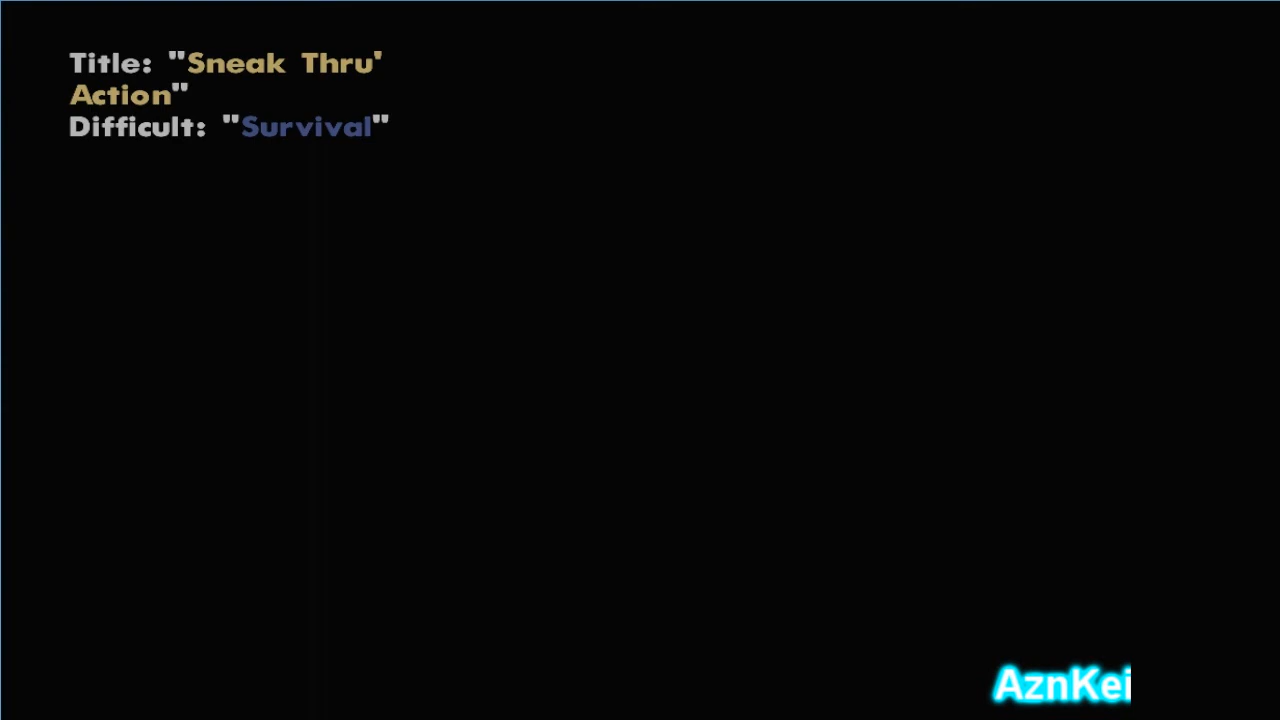 Title: "Sneak Thru'
Action"
Difficult: "Survival"
AznKei